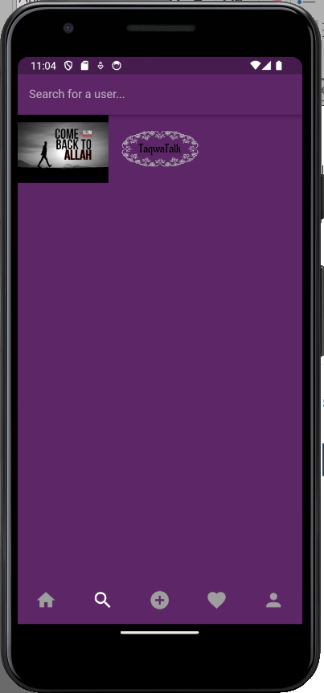 11:04
Search for a user...
COME
BACK TO
ALLAH
TaqwaTalk